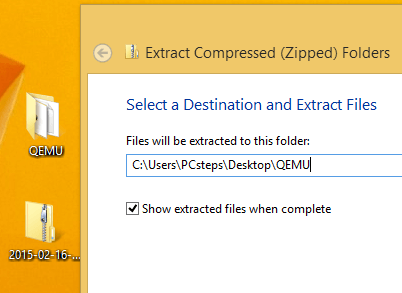 Extract Compressed (Zipped) Folders
Select a Destination and Extract Files
Files will be extracted to this folder:
C:\Users\PCsteps\Desktop\QEMU
Show extracted files when complete
QEMU
2015-02-16-...